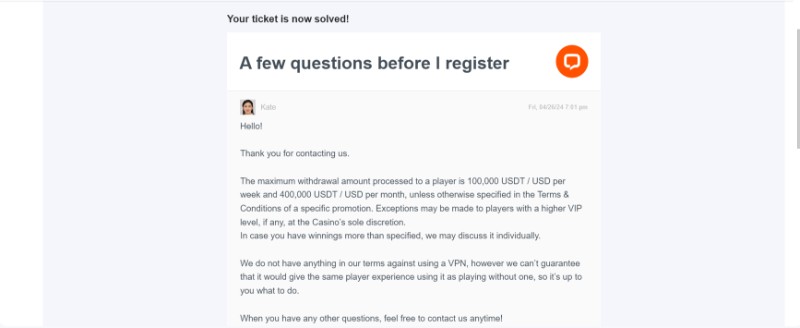 Your ticket is now solved!
A few questions before I register
Kate
Fri, 04/26/24 7:51 pm
Hello!
Thank you for contacting us.
The maximum withdrawal amount processed to a player is 100,000 USDT / USD per
week and 400,000 USDT / USD per month, unless otherwise specified in the Terms &
Conditions of a specific promotion. Exceptions may be made to players with a higher VIP
level, if any, at the Casino's sole discretion.
In case you have winnings more than specified, we may discuss it individually.
We do not have anything in our terms against using a VPN, however we can't guarantee
that it would give the same player experience using it as playing without one, so it's up to
you what to do.
When you have any other questions, feel free to contact us anytime!